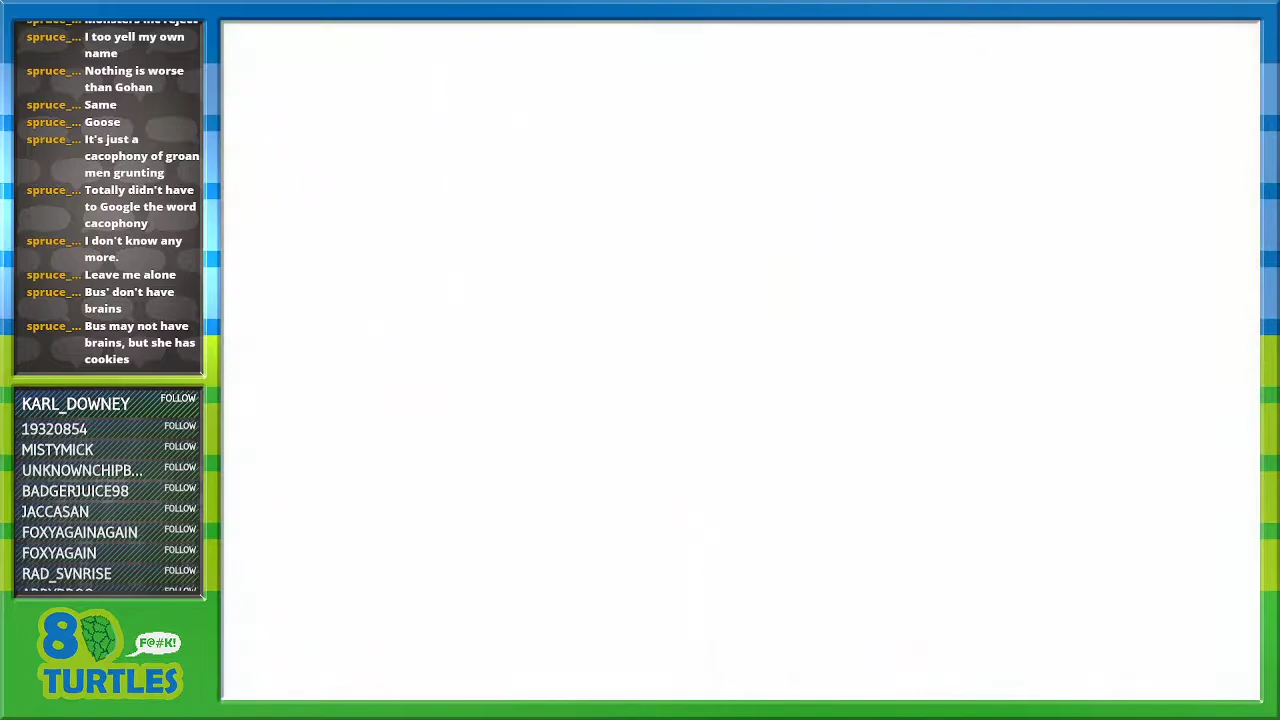 spruce_... I too yell my own
name
spruce_... Nothing is worse
than Gohan
spruce_... Same
spruce_... Goose
spruce_... It's just a
cacophony of groan
men grunting
spruce_... Totally didn't have
to Google the word
cacophony
spruce_... I don't know any
more.
spruce_... Leave me alone
spruce_... Bus' don't have
brains
spruce_... Bus may not have
brains, but she has
cookies
KARL_DOWNEY FOLLOW
19320854 FOLLOW
MISTYMICK FOLLOW
UNKNOWNCHIPB... FOLLOW
BADGERJUICE98 FOLLOW
JACCASAN FOLLOW
FOXYAGAINAGAIN FOLLOW
FOXYAGAIN FOLLOW
RAD_SVNRISE FOLLOW
8
F@#K!
TURTLES